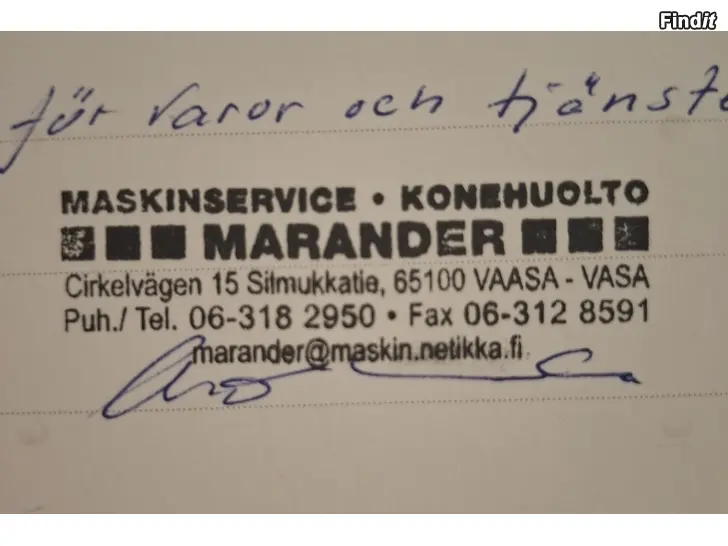 Findit
för varor och tjänste
MASKINSERVICE • KONEHUOLTO
MARANDER
Cirkelvägen 15 Silmukkatie, 65100 VAASA - VASA
Puh./ Tel. 06-318 2950 • Fax 06-312 8591
marander@maskin.netikka.fi